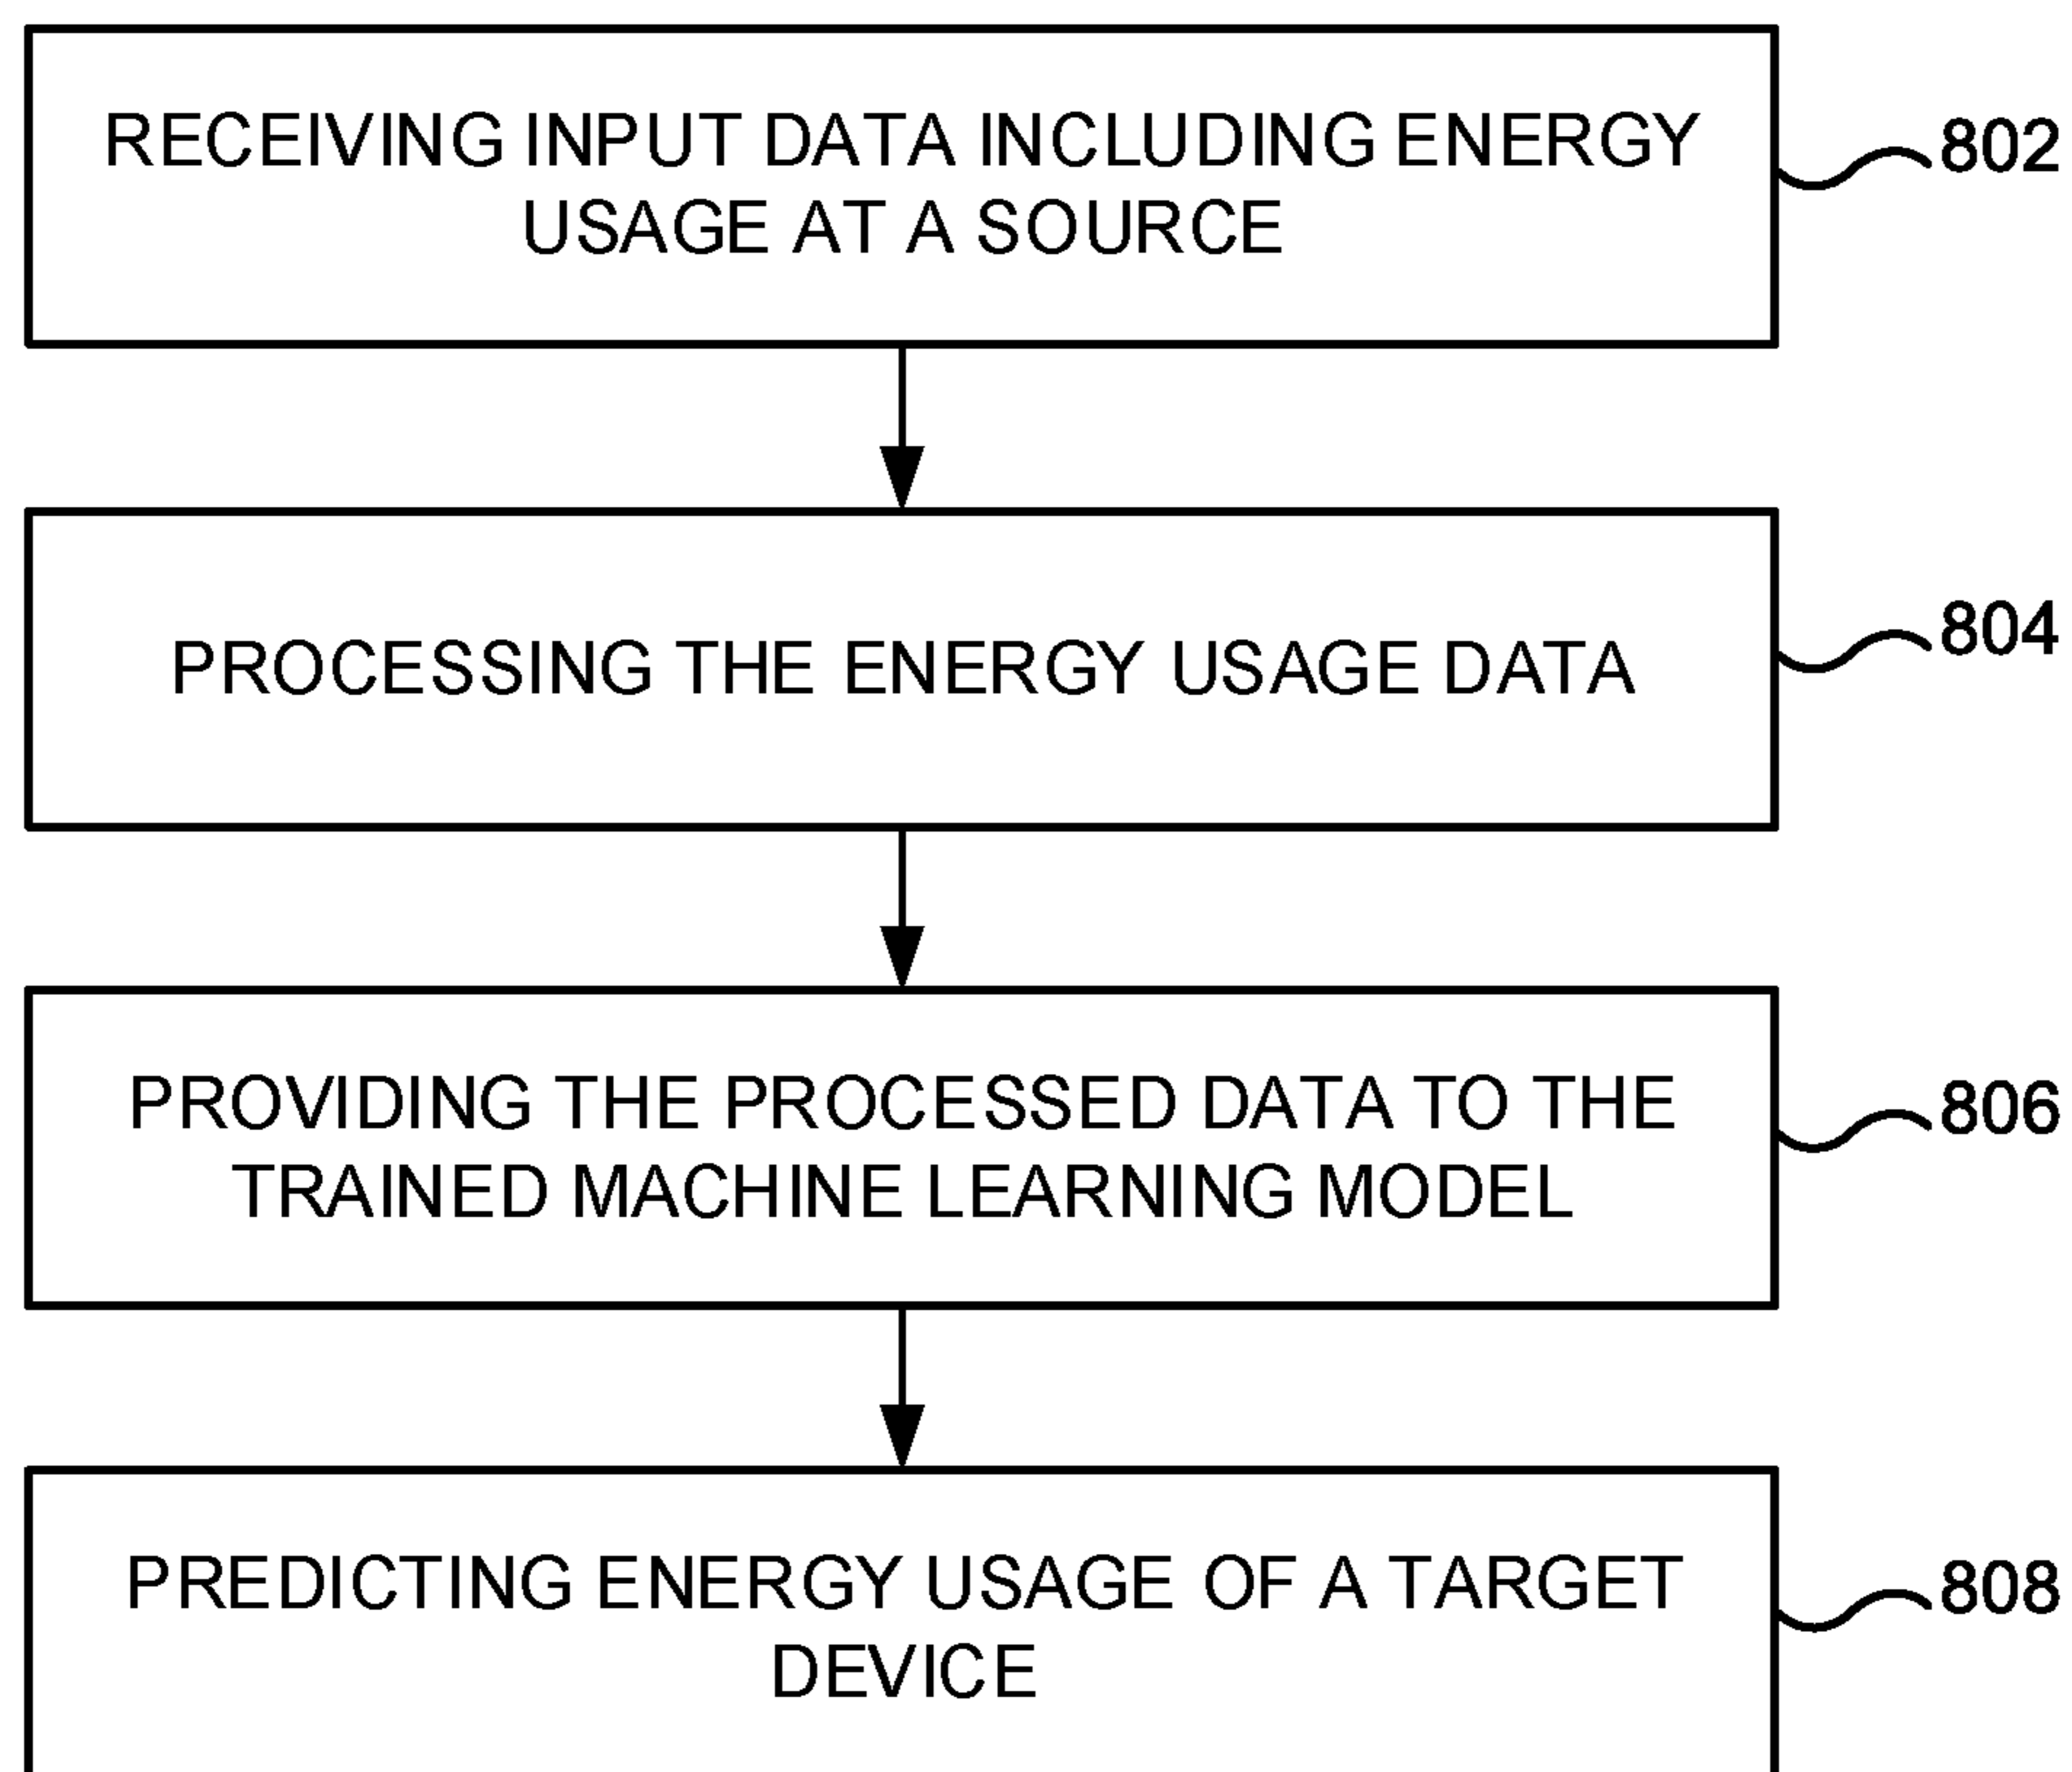 RECEIVING INPUT DATA INCLUDING ENERGY
USAGE AT A SOURCE
802
PROCESSING THE ENERGY USAGE DATA
804
PROVIDING THE PROCESSED DATA TO THE
TRAINED MACHINE LEARNING MODEL
806
PREDICTING ENERGY USAGE OF A TARGET
DEVICE
808